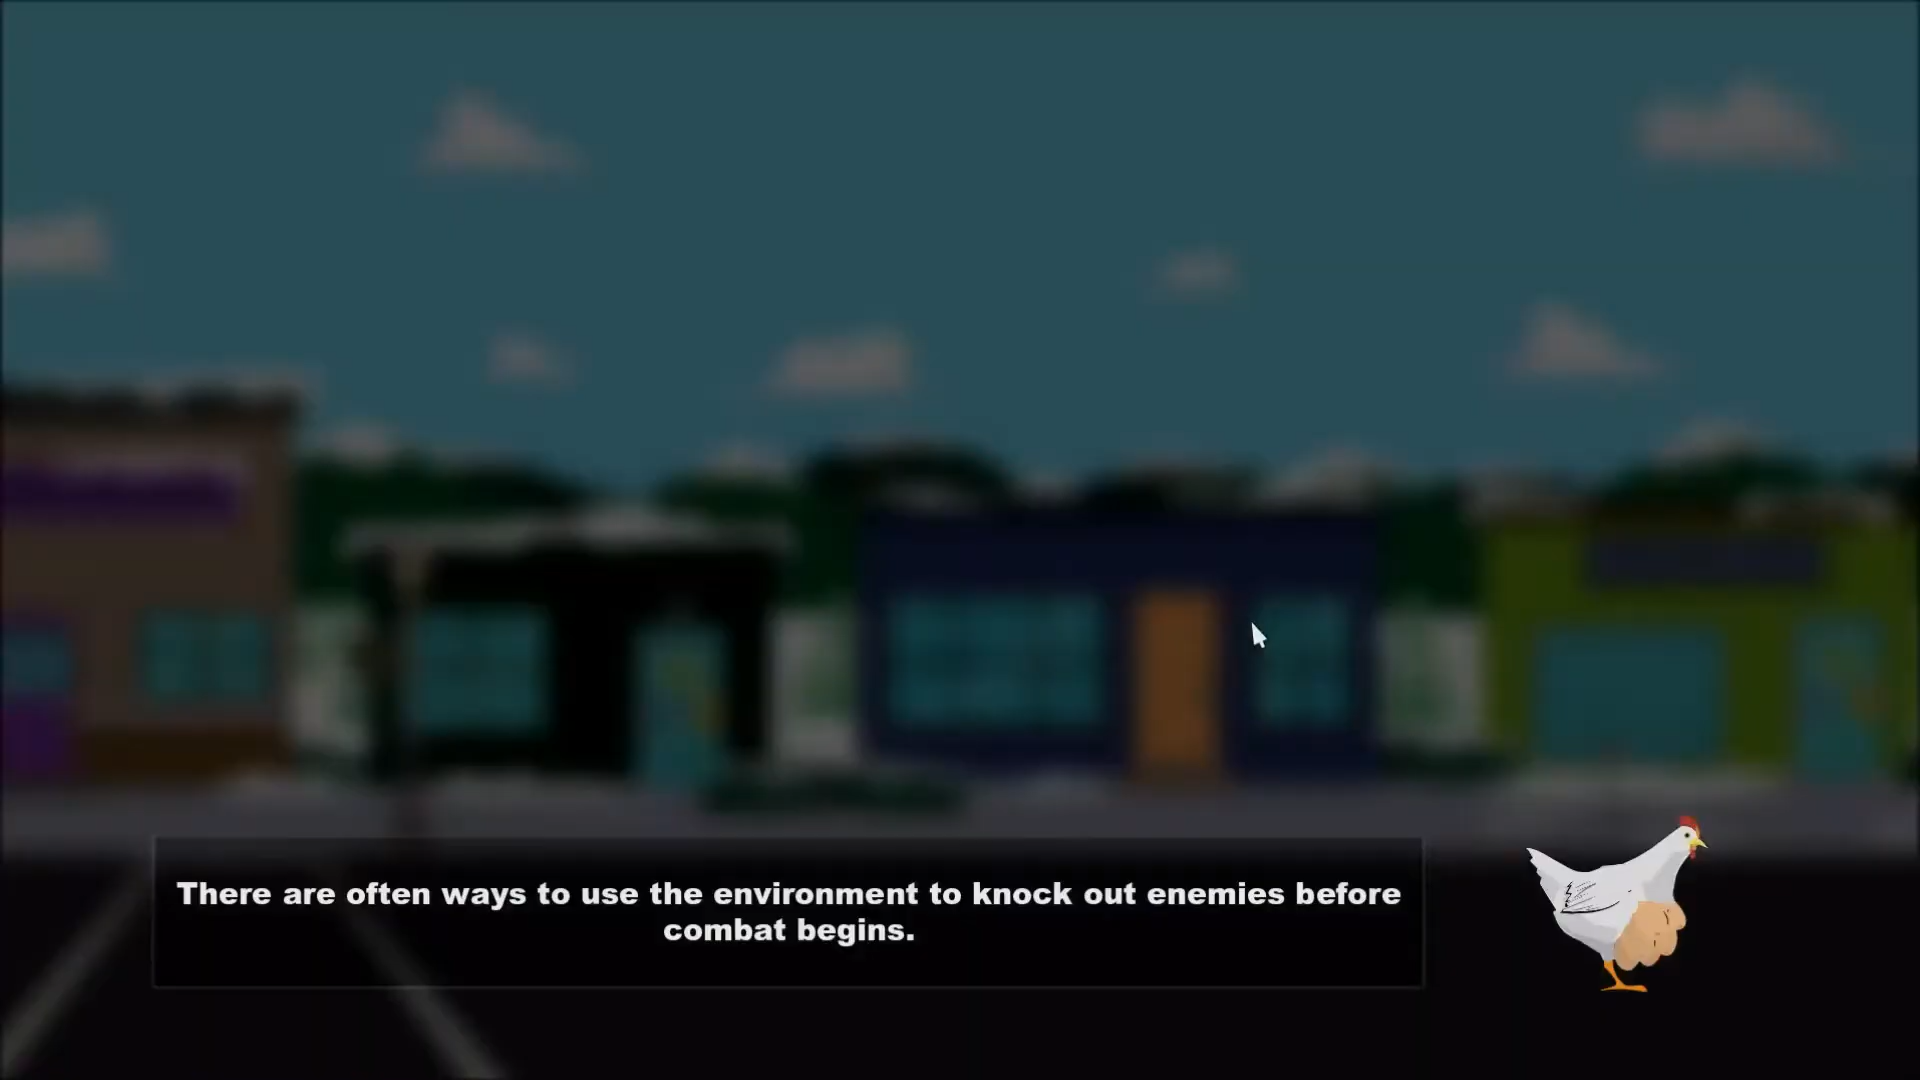 There are often ways to use the environment to knock out enemies before
combat begins.